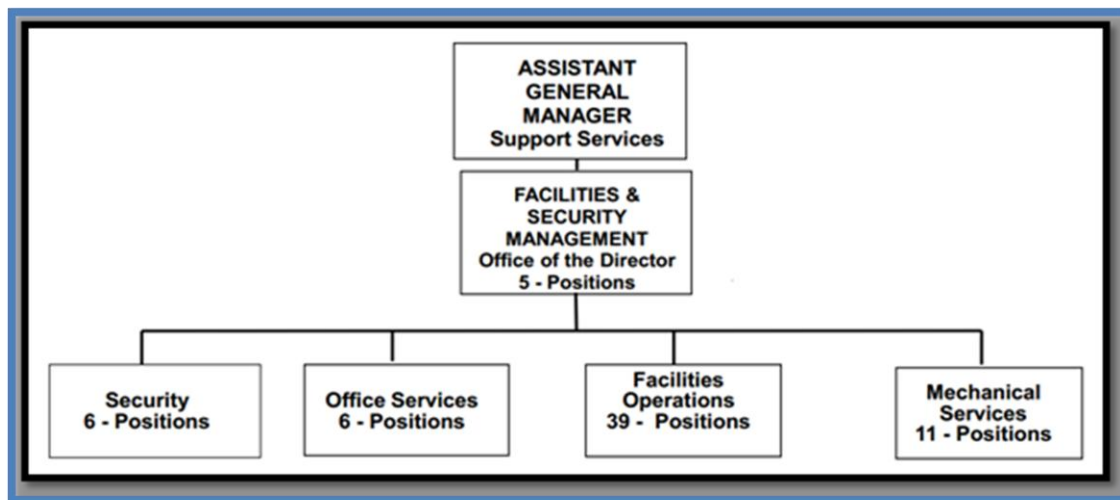 ASSISTANT
GENERAL
MANAGER
Support Services
FACILITIES &
SECURITY
MANAGEMENT
Office of the Director
5 - Positions
Security
6 - Positions
Office Services
6 - Positions
Facilities
Operations
39 - Positions
Mechanical
Services
11 - Positions